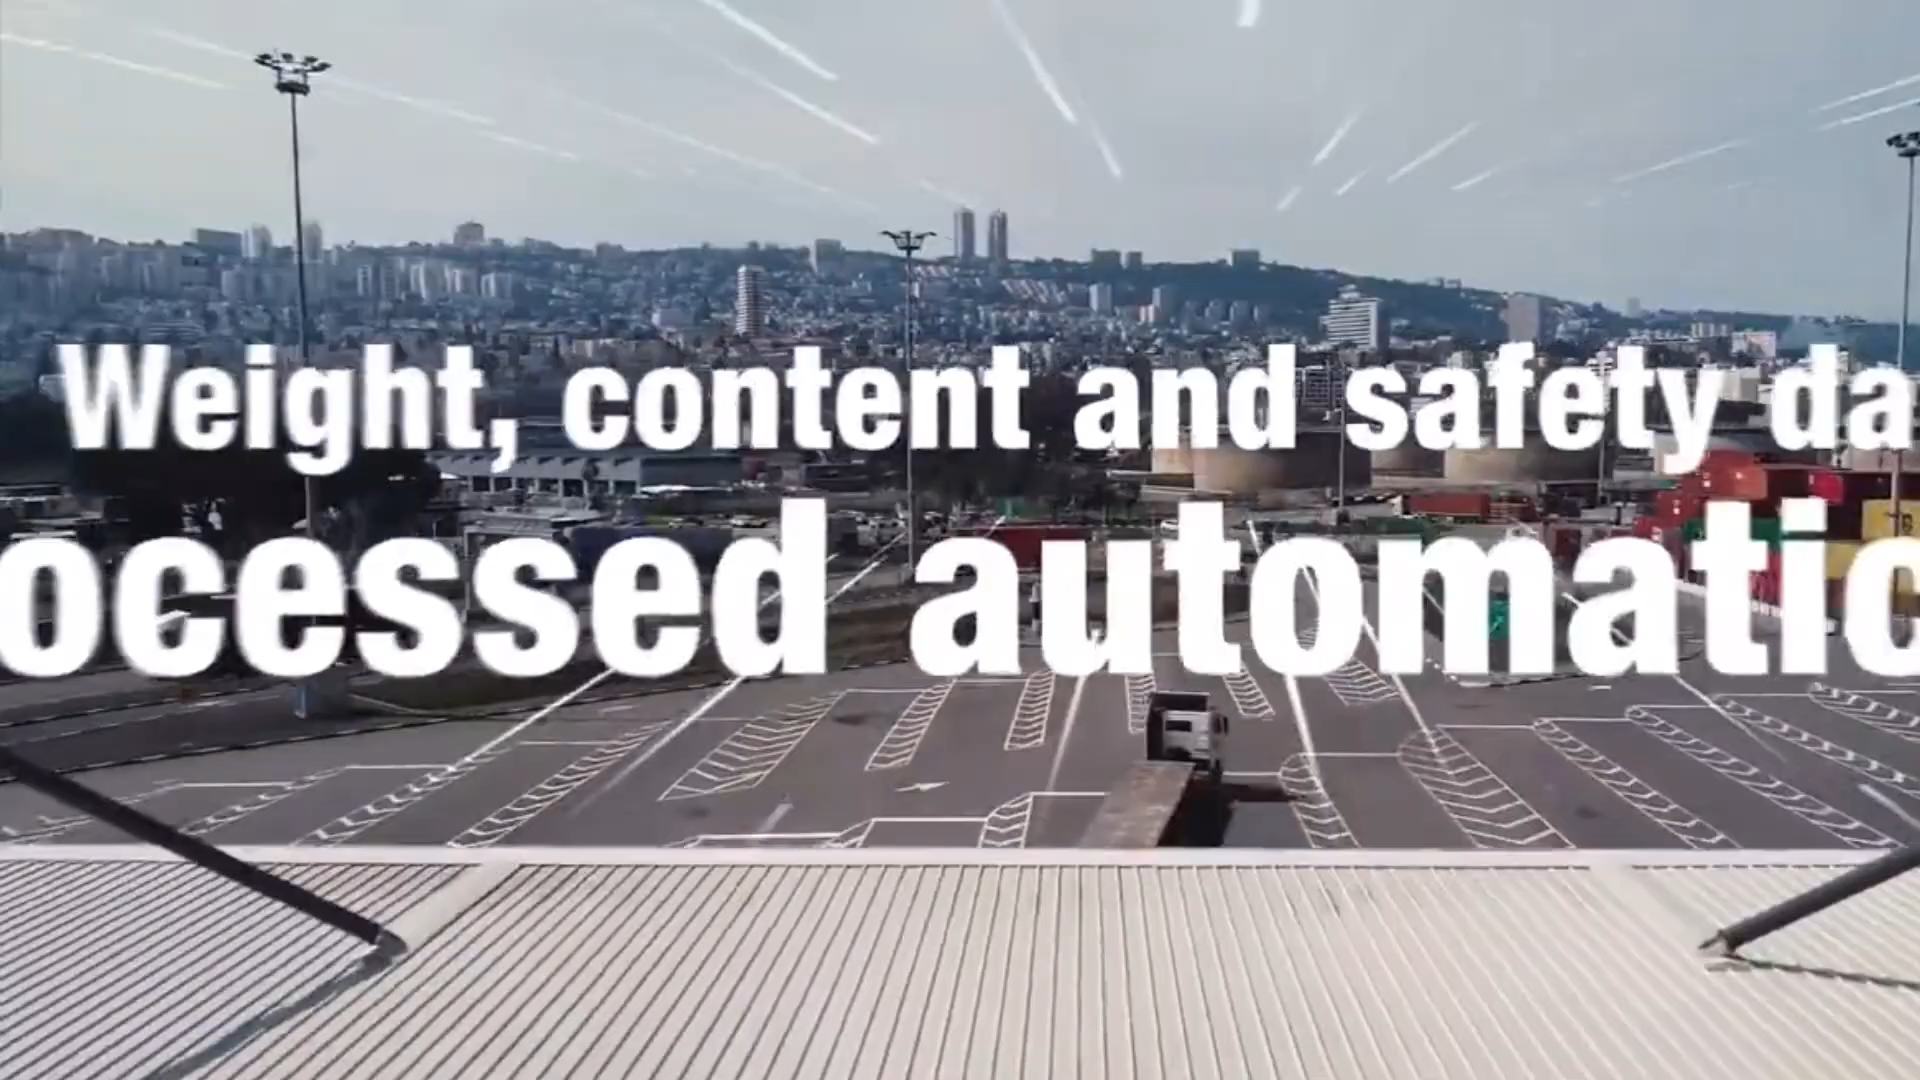 Weight, content and safety da
ocessed automatic